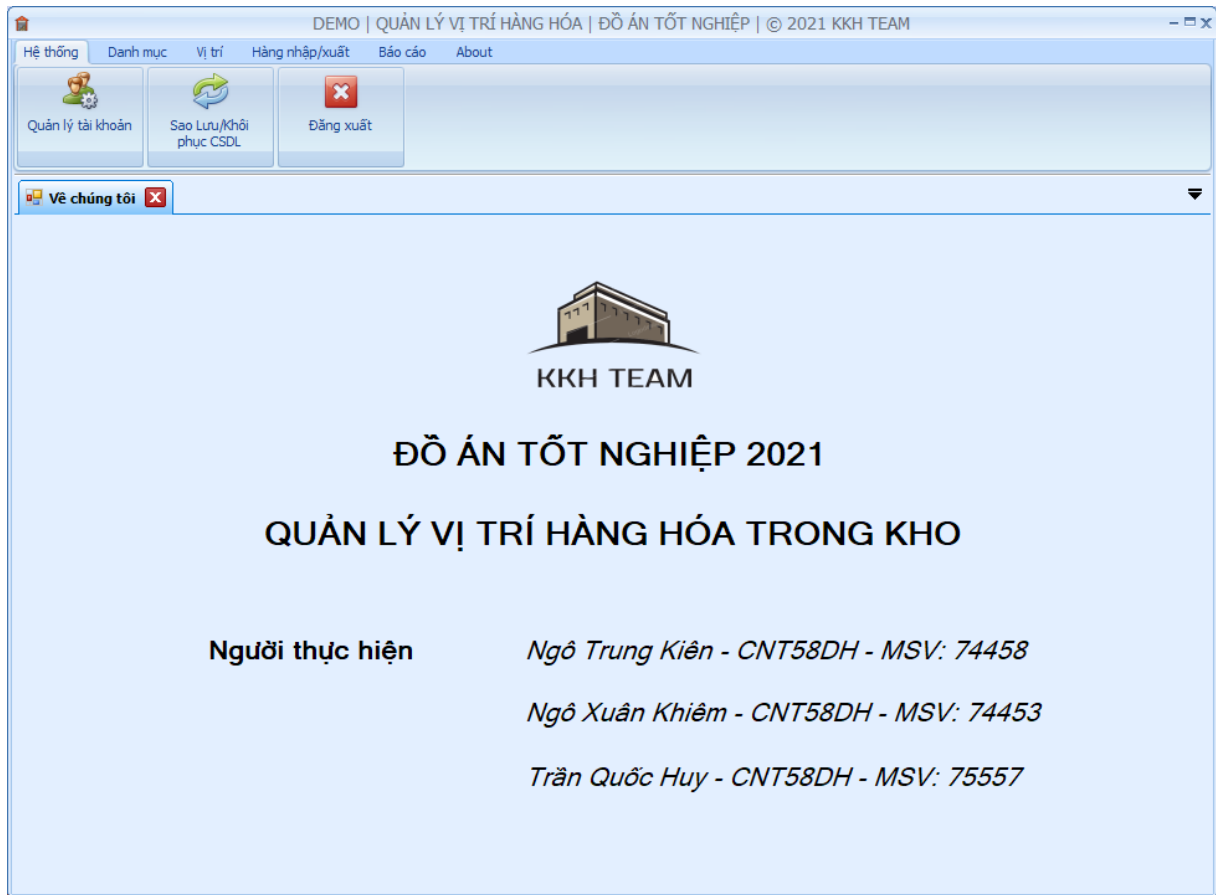 DEMO | QUẢN LÝ VỊ TRÍ HÀNG HÓA | ĐỒ ÁN TỐT NGHIỆP | © 2021 KKH TEAM
Hệ thống Danh mục Vị trí Hàng nhập/xuất Báo cáo About
Quản lý tài khoản
Sao Lưu/Khôi
phục CSDL
Đăng xuất
Về chúng tôi
KKH TEAM
ĐỒ ÁN TỐT NGHIỆP 2021
QUẢN LÝ VỊ TRÍ HÀNG HÓA TRONG KHO
Người thực hiện
Ngô Trung Kiên - CNT58DH - MSV: 74458
Ngô Xuân Khiêm - CNT58DH - MSV: 74453
Trần Quốc Huy - CNT58DH - MSV: 75557